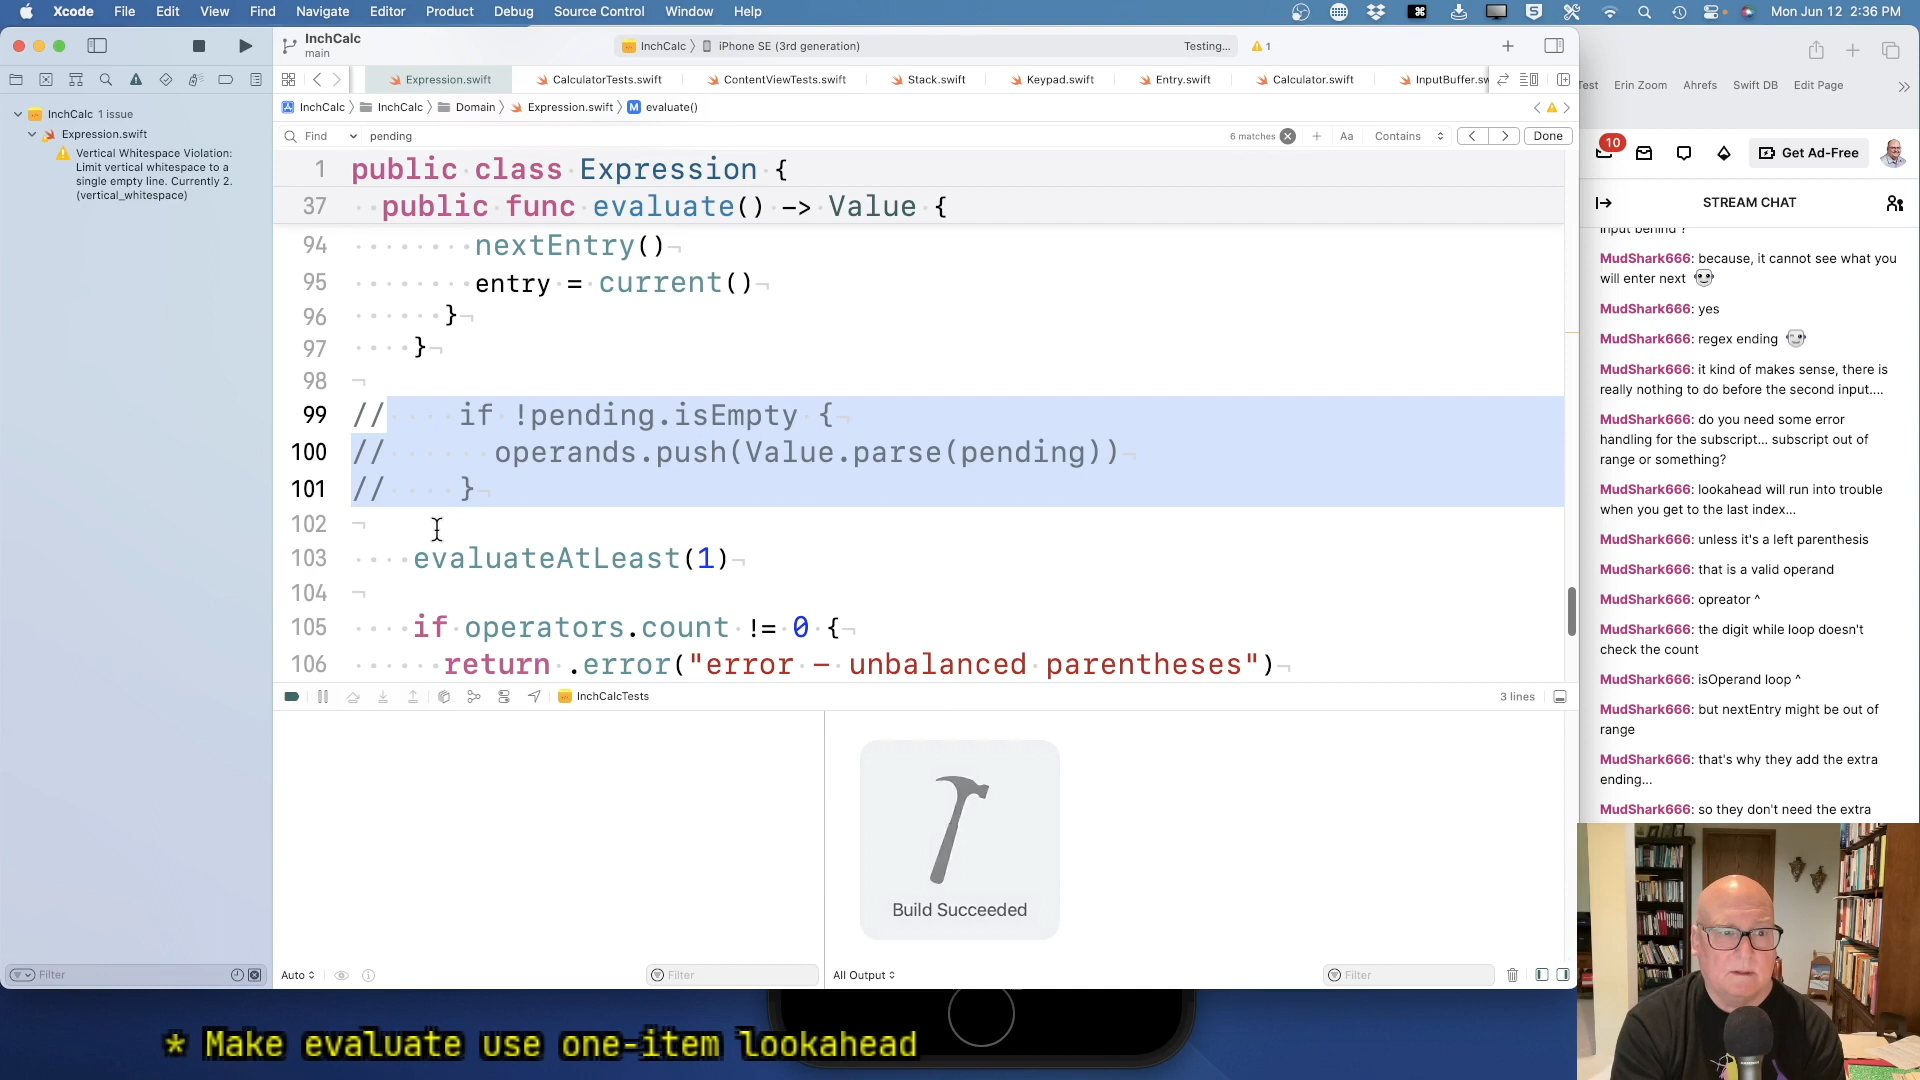 Xcode File Edit View Find Navigate Editor Product Debug Source Control Window Help Mon Jun 12 2:36 PM
InchCalc
main
InchCalc iPhone SE (3rd generation) Testing... 1
Expression.swift CalculatorTests.swift ContentViewTests.swift Stack.swift Keypad.swift Entry.swift Calculator.swift InputBuffer.sw
InchCalc InchCalc Domain Expression.swift M evaluate()
Find pending 6 matches Aa Contains Done
InchCalc 1 issue
Expression.swift
Vertical Whitespace Violation:
Limit vertical whitespace to a
single empty line. Currently 2.
(vertical_whitespace)
1 public class Expression {
37 public func evaluate() -> Value {
94 nextEntry()
95 entry = current()
96 }
97 }
98
99 // if !pending.isEmpty {
100 // operands.push(Value.parse(pending))
101 // }
102
103 evaluateAtLeast(1)
104
105 if operators.count != 0 {
106 return .error("error – unbalanced parentheses")
InchCalcTests 3 lines
Build Succeeded
Filter Auto Filter All Output Filter
Test Erin Zoom Ahrefs Swift DB Edit Page
10 Get Ad-Free
STREAM CHAT
input behind ?
MudShark666: because, it cannot see what you
will enter next
MudShark666: yes
MudShark666: regex ending
MudShark666: it kind of makes sense, there is
really nothing to do before the second input....
MudShark666: do you need some error
handling for the subscript... subscript out of
range or something?
MudShark666: lookahead will run into trouble
when you get to the last index...
MudShark666: unless it's a left parenthesis
MudShark666: that is a valid operand
MudShark666: opreator ^
MudShark666: the digit while loop doesn't
check the count
MudShark666: isOperand loop ^
MudShark666: but nextEntry might be out of
range
MudShark666: that's why they add the extra
ending...
MudShark666: so they don't need the extra
* Make evaluate use one-item lookahead